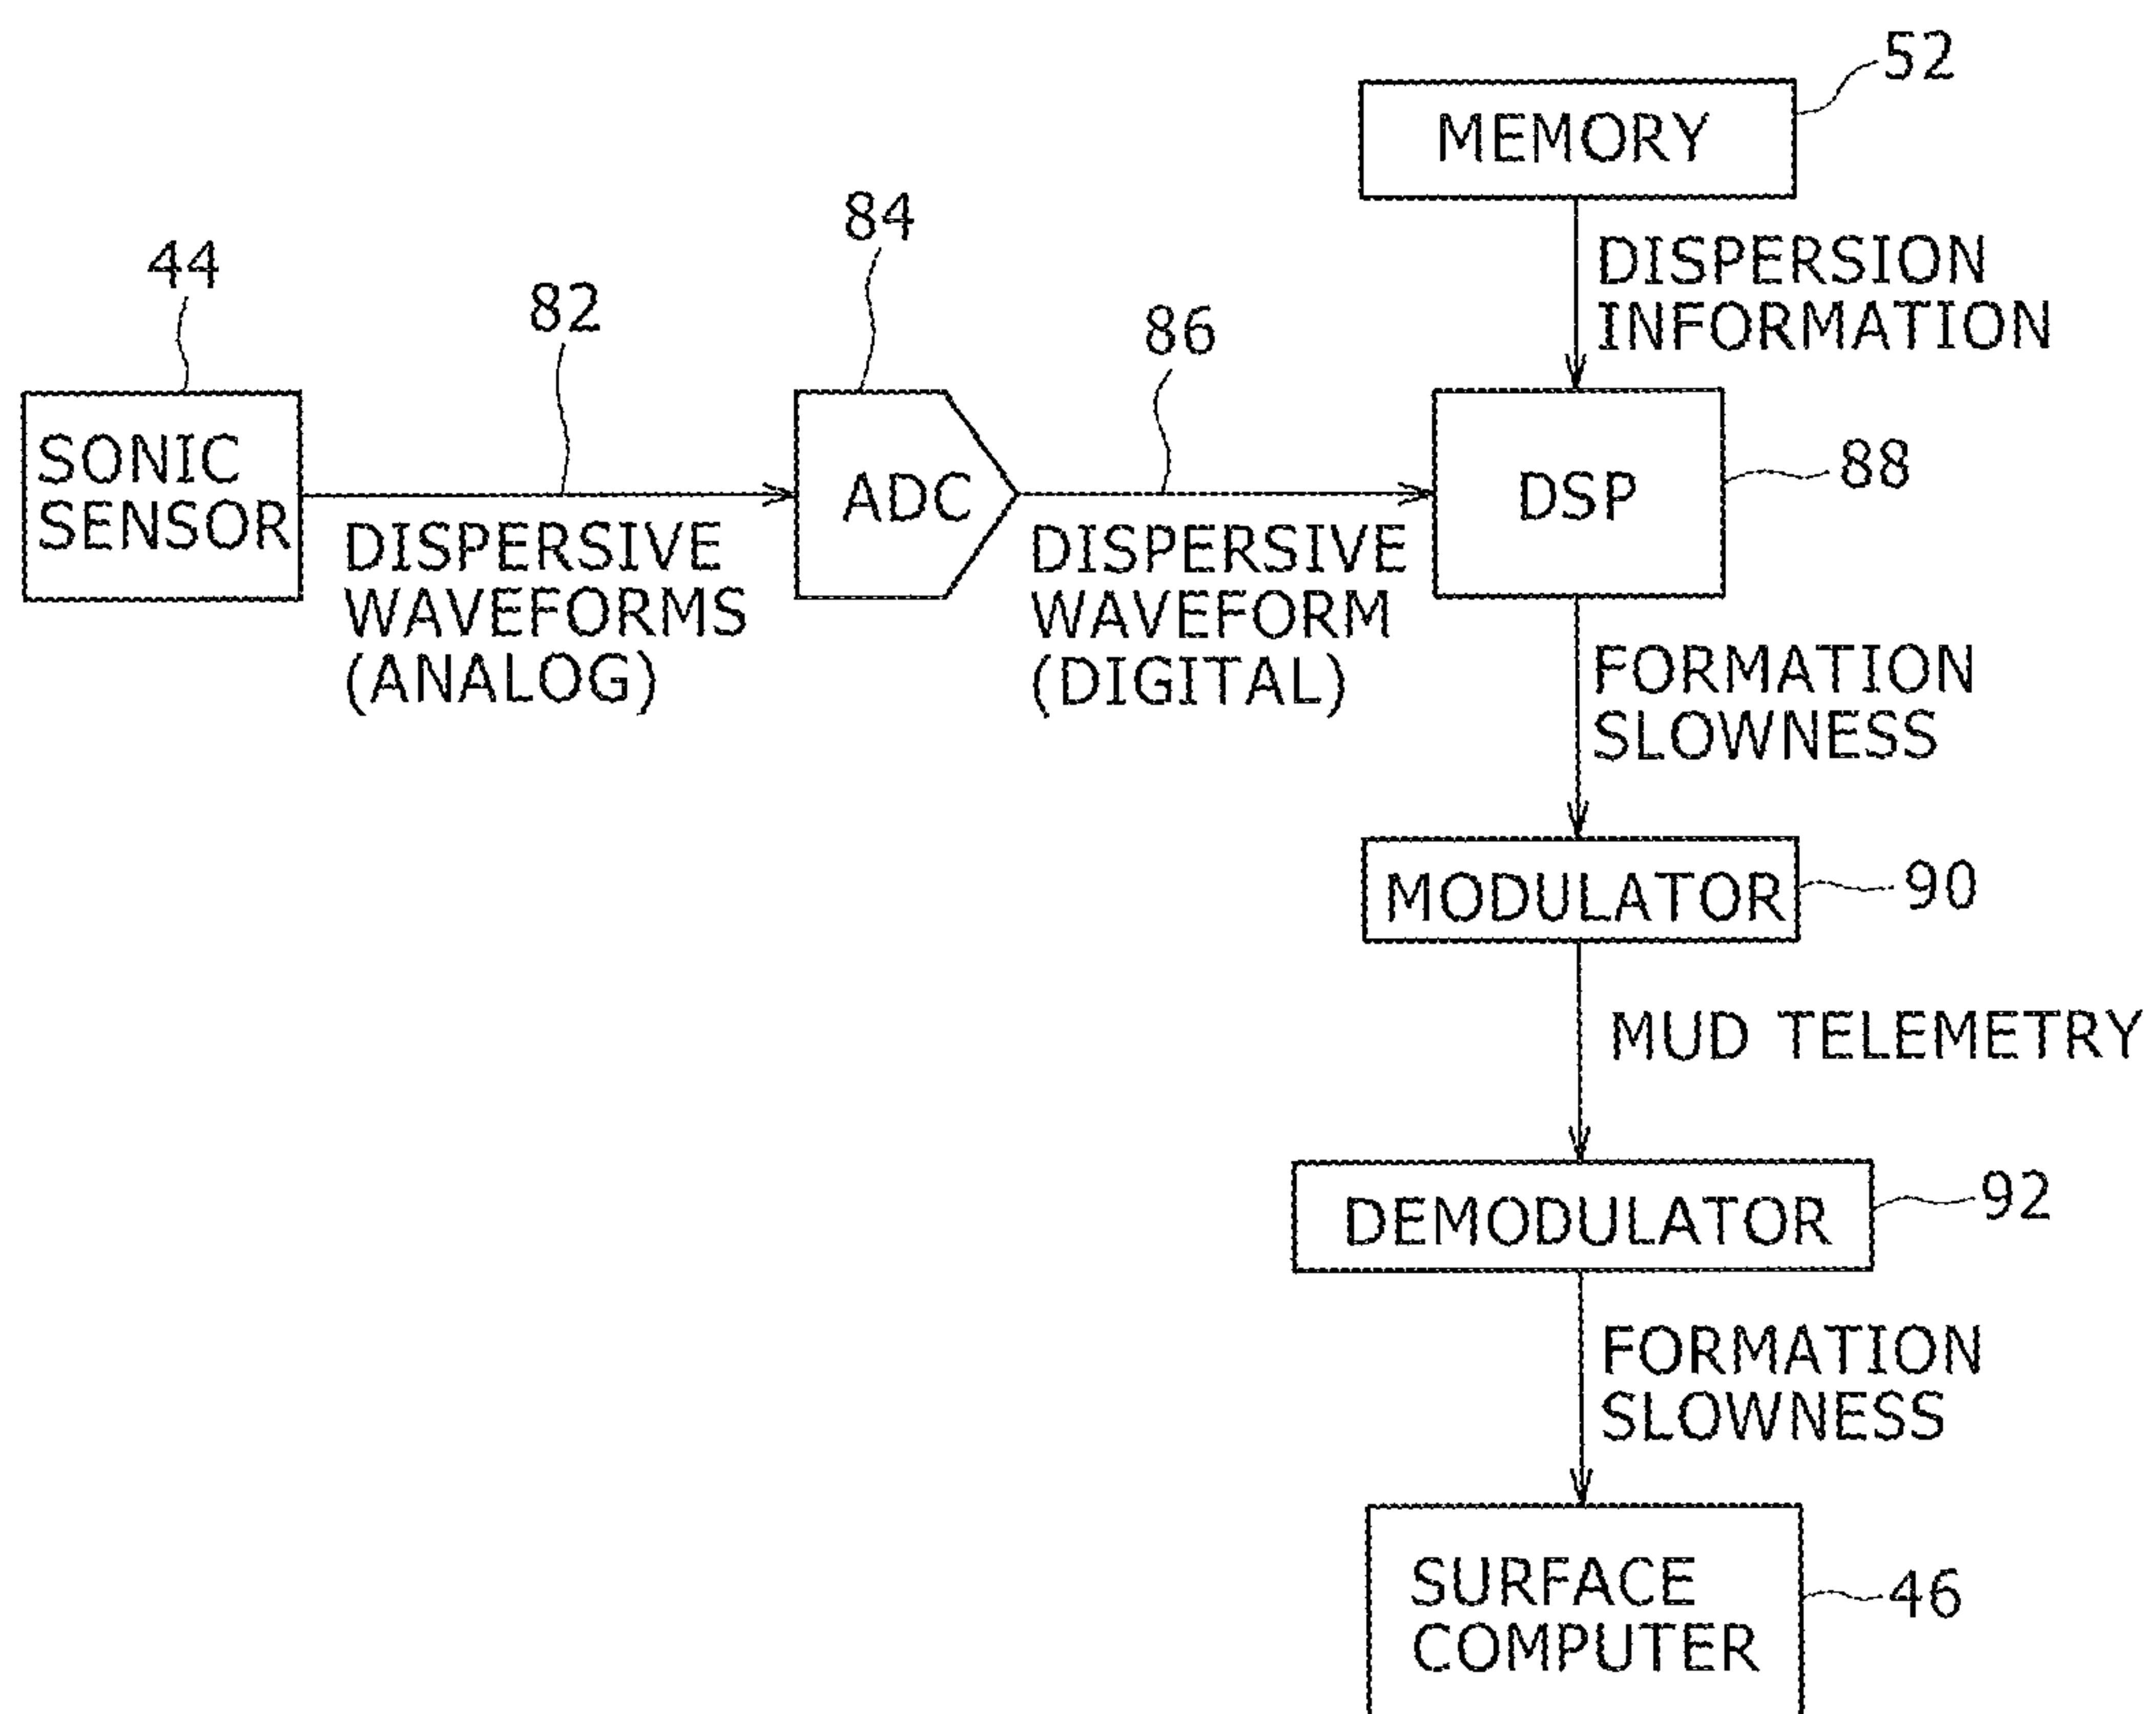 52
MEMORY
DISPERSION
INFORMATION
44
82
84
86
SONIC
SENSOR
DISPERSIVE
WAVEFORMS
(ANALOG)
ADC
DISPERSIVE
WAVEFORM
(DIGITAL)
DSP
88
FORMATION
SLOWNESS
MODULATOR
90
MUD TELEMETRY
DEMODULATOR
92
FORMATION
SLOWNESS
SURFACE
COMPUTER
46